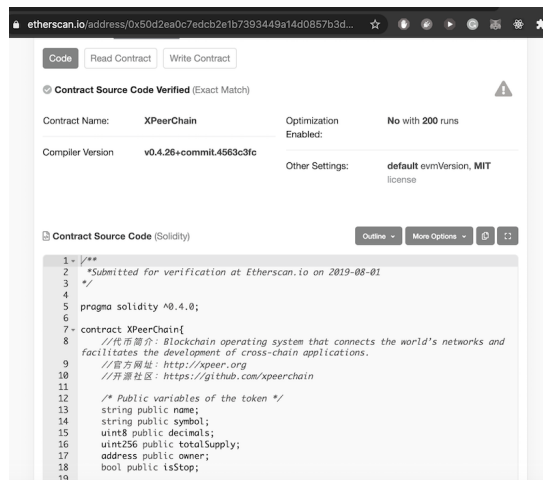 etherscan.io/address/0x50d2ea0c7edcb2e1b7393449a14d0857b3d...
Code Read Contract Write Contract
Contract Source Code Verified (Exact Match)
Contract Name: XPeerChain
Optimization Enabled: No with 200 runs
Compiler Version v0.4.26+commit.4563c3fc
Other Settings: default evmVersion, MIT license
Contract Source Code (Solidity)
Outline More Options
1 /**
2 *Submitted for verification at Etherscan.io on 2019-08-01
3 */
4
5 pragma solidity ^0.4.0;
6
7 contract XPeerChain{
8 //代币简介: Blockchain operating system that connects the world's networks and
facilitates the development of cross-chain applications.
9 //官方网址: http://xpeer.org
10 //开源社区: https://github.com/xpeerchain
11
12 /* Public variables of the token */
13 string public name;
14 string public symbol;
15 uint8 public decimals;
16 uint256 public totalSupply;
17 address public owner;
18 bool public isStop;
19